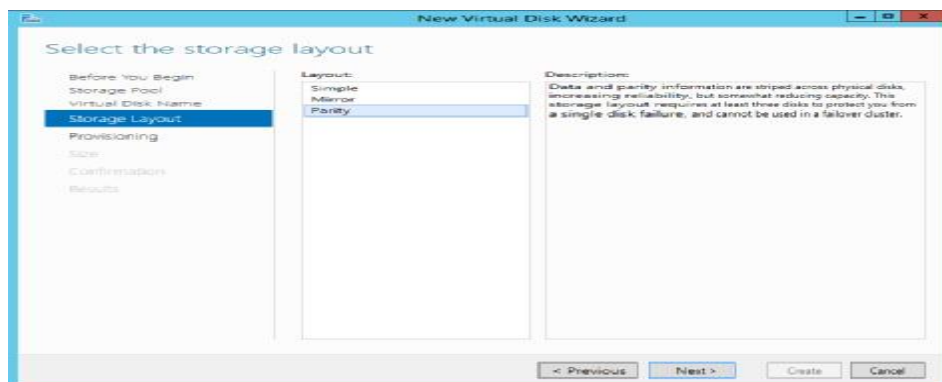 New Virtual Disk Wizard
Select the storage layout
Before You Begin
Storage Pool
Virtual Disk Name
Storage Layout
Provisioning
Size
Confirmation
Results
Layout:
Simple
Mirror
Parity
Description:
Data and parity information are striped across physical disks,
increasing reliability, but somewhat reducing capacity. This
storage layout requires at least three disks to protect you from
a single disk failure, and cannot be used in a failover cluster.
< Previous
Next >
Create
Cancel